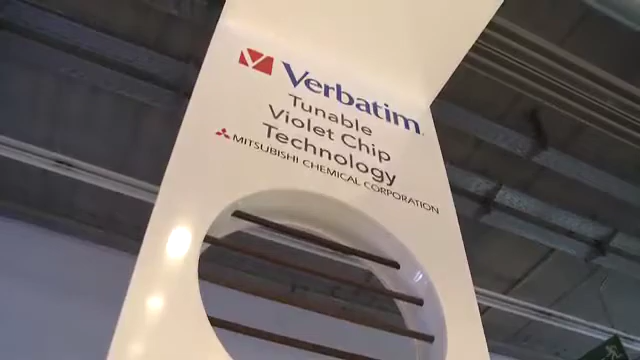 Verbatim
Tunable
Violet Chip
Technology
MITSUBISHI CHEMICAL CORPORATION